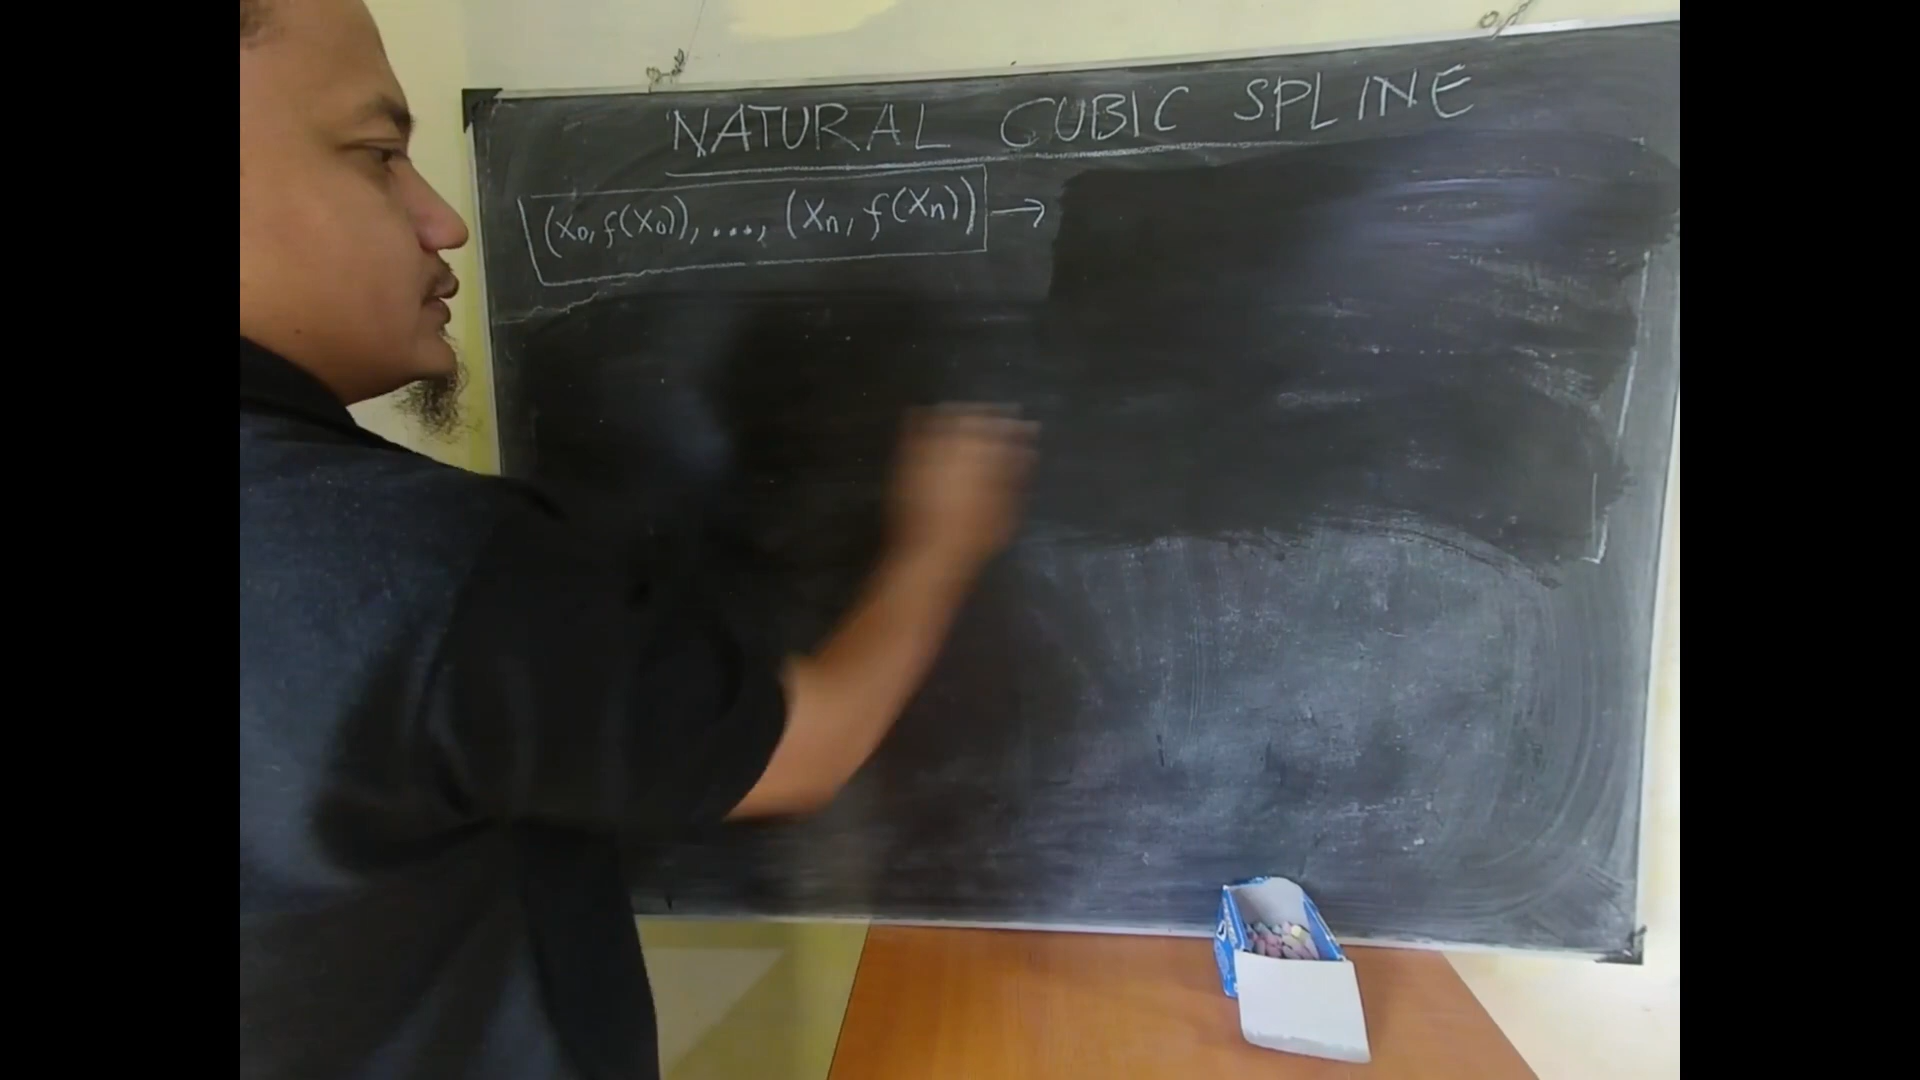 NATURAL CUBIC SPLINE
(x₀, f(x₀)), ..., (xₙ, f(xₙ)) →